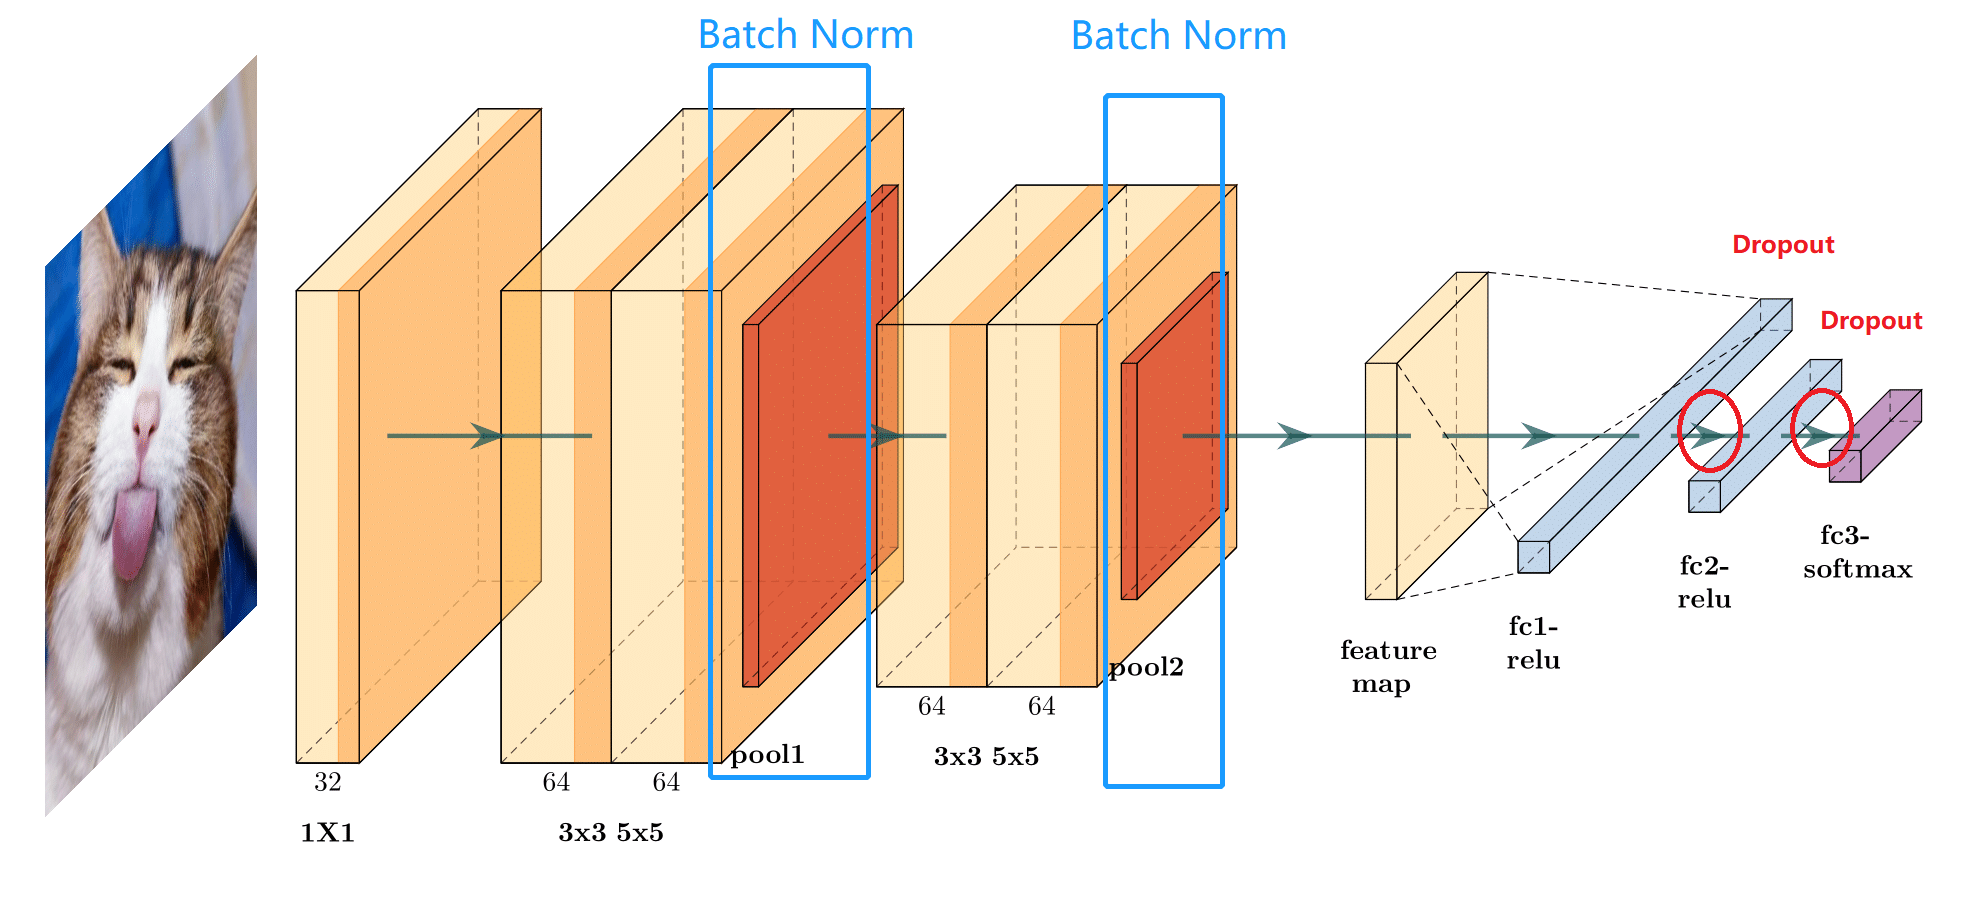 Batch Norm
Batch Norm
Dropout
Dropout
32
1X1
64
64
3x3 5x5
pool1
64
64
3x3 5x5
pool2
feature
map
fc1-
relu
fc2-
relu
fc3-
softmax